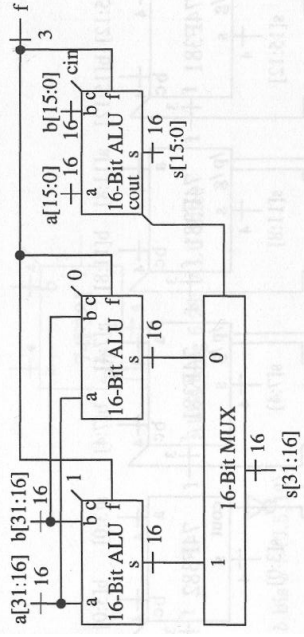 f
3
a[31:16]
16
b[31:16]
16
1
a
b c
16-Bit ALU
s
f
16
0
a
b c
16-Bit ALU
s
f
16
a[15:0]
16
b[15:0]
16
cin
a
b c
16-Bit ALU
cout
s
f
16
s[15:0]
1
0
16-Bit MUX
16
s[31:16]